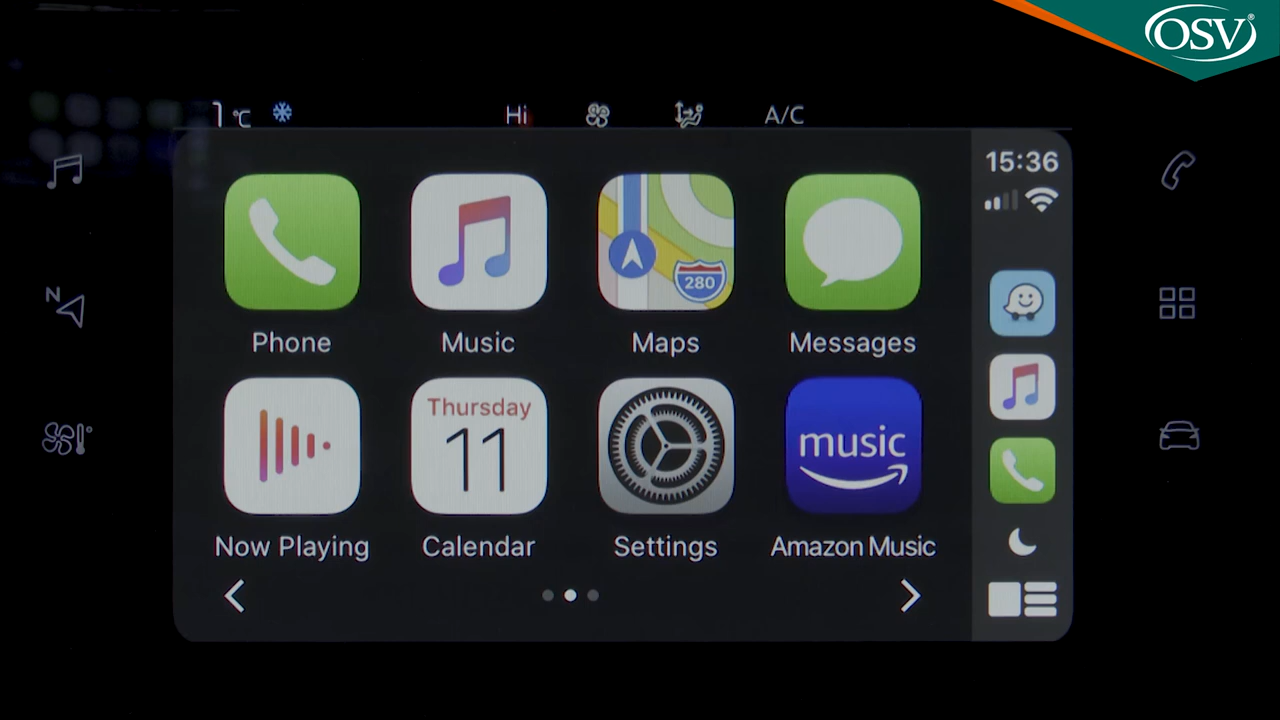 OSV®
1 °C Hi A/C
15:36
280
Phone Music Maps Messages
N
Thursday
11
music
Now Playing Calendar Settings Amazon Music